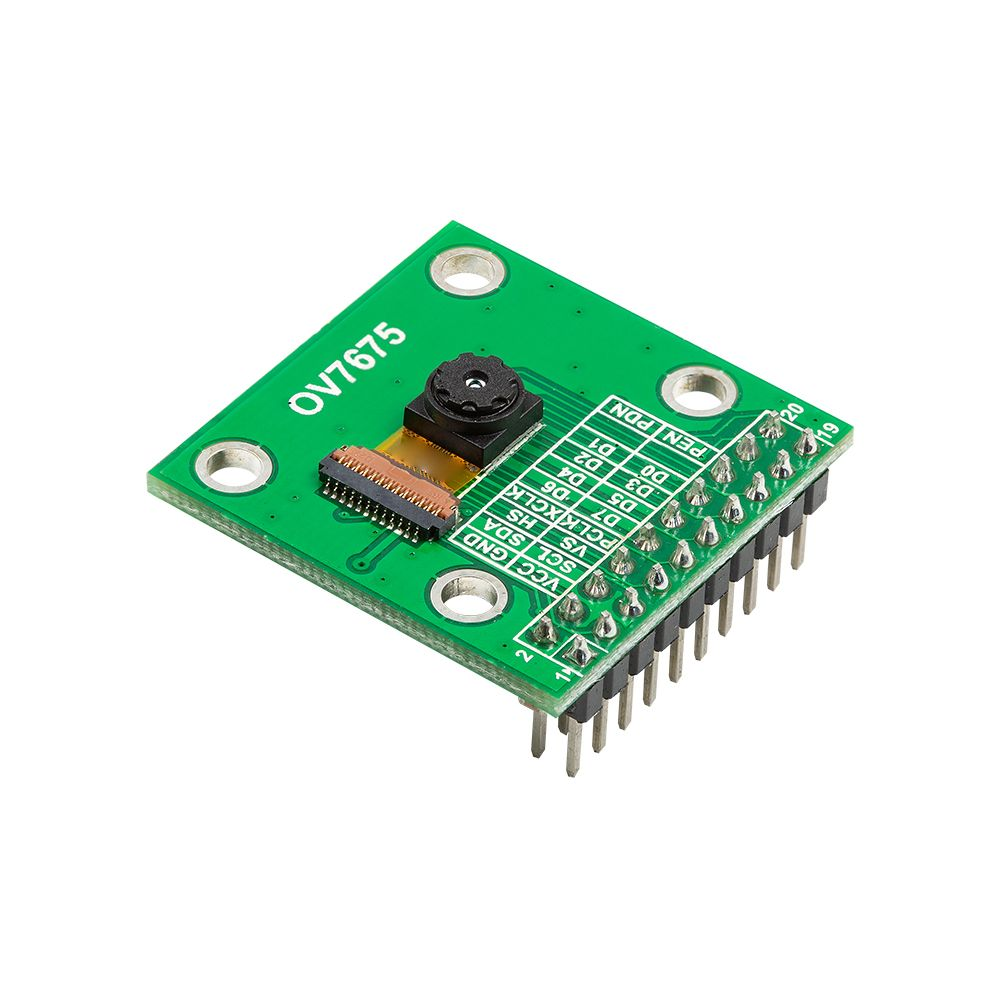 OV7675
PEN PDN
D0 D1
D3 D2
D5 D4
D7 D6
PCLK XCLK
VS HS
SCL SDA
VCC GND
20
19
2
1